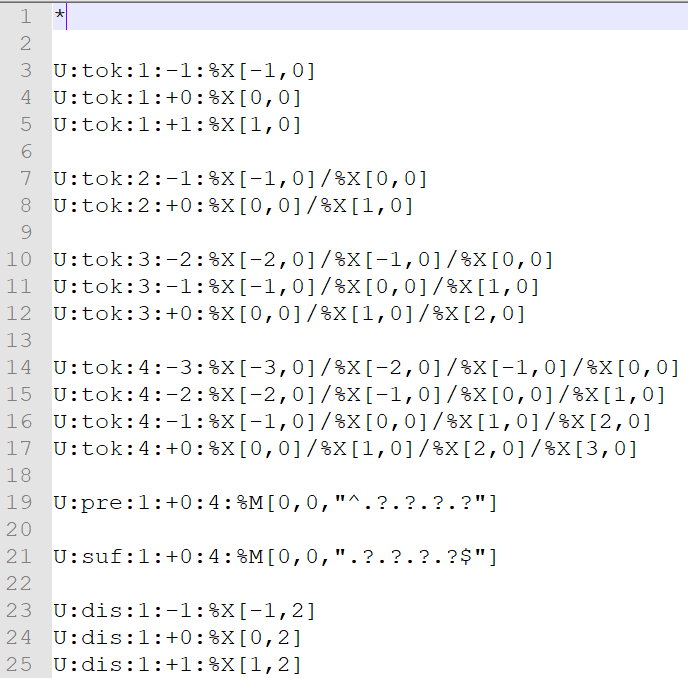 1 *
2
3 U:tok:1:-1:%X[-1,0]
4 U:tok:1:+0:%X[0,0]
5 U:tok:1:+1:%X[1,0]
6
7 U:tok:2:-1:%X[-1,0]/%X[0,0]
8 U:tok:2:+0:%X[0,0]/%X[1,0]
9
10 U:tok:3:-2:%X[-2,0]/%X[-1,0]/%X[0,0]
11 U:tok:3:-1:%X[-1,0]/%X[0,0]/%X[1,0]
12 U:tok:3:+0:%X[0,0]/%X[1,0]/%X[2,0]
13
14 U:tok:4:-3:%X[-3,0]/%X[-2,0]/%X[-1,0]/%X[0,0]
15 U:tok:4:-2:%X[-2,0]/%X[-1,0]/%X[0,0]/%X[1,0]
16 U:tok:4:-1:%X[-1,0]/%X[0,0]/%X[1,0]/%X[2,0]
17 U:tok:4:+0:%X[0,0]/%X[1,0]/%X[2,0]/%X[3,0]
18
19 U:pre:1:+0:4:%M[0,0,"^.?.?.?.?"]
20
21 U:suf:1:+0:4:%M[0,0,".?.?.?.?$"]
22
23 U:dis:1:-1:%X[-1,2]
24 U:dis:1:+0:%X[0,2]
25 U:dis:1:+1:%X[1,2]